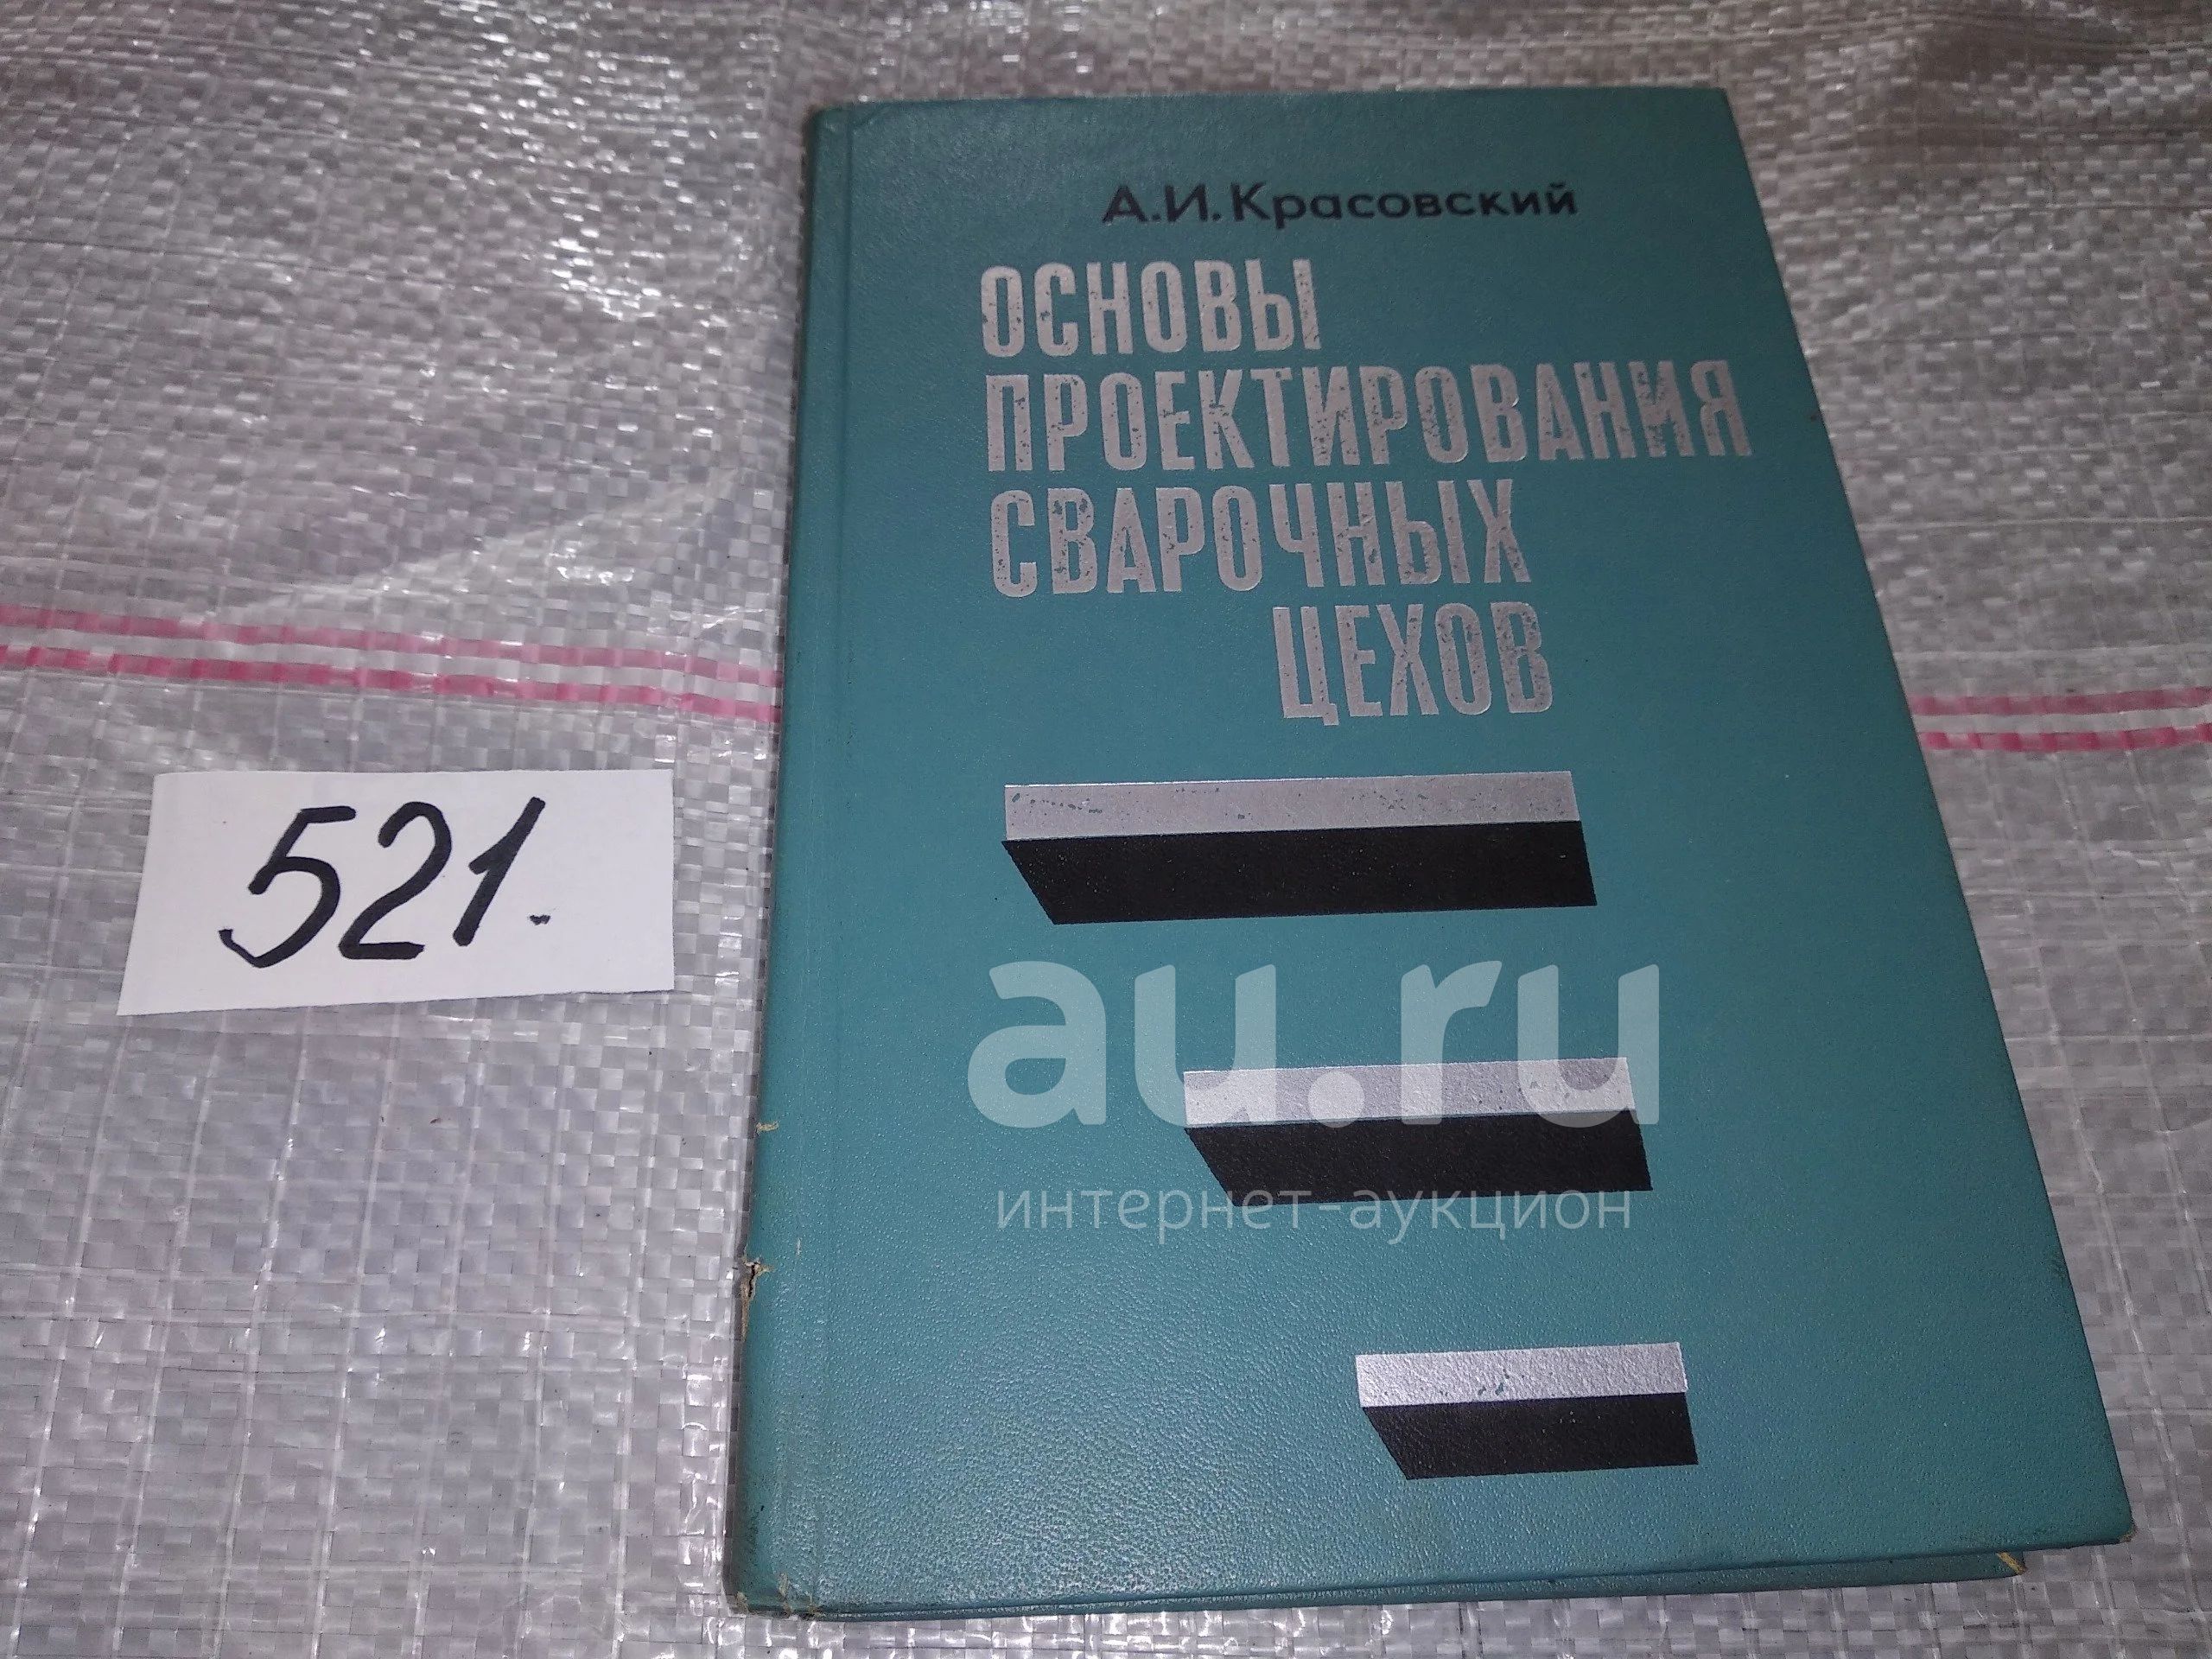 А.И.Красовский
ОСНОВЫ
ПРОЕКТИРОВАНИЯ
СВАРОЧНЫХ
ЦЕХОВ
521.
au.ru
интернет-аукцион